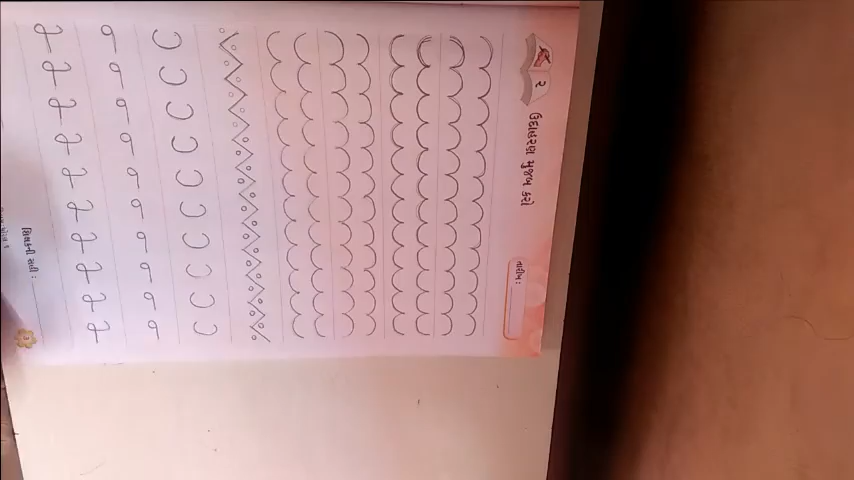 ૨
ઉદાહરણ મુજબ કરો
તારીખ :
શિક્ષકની સહી :